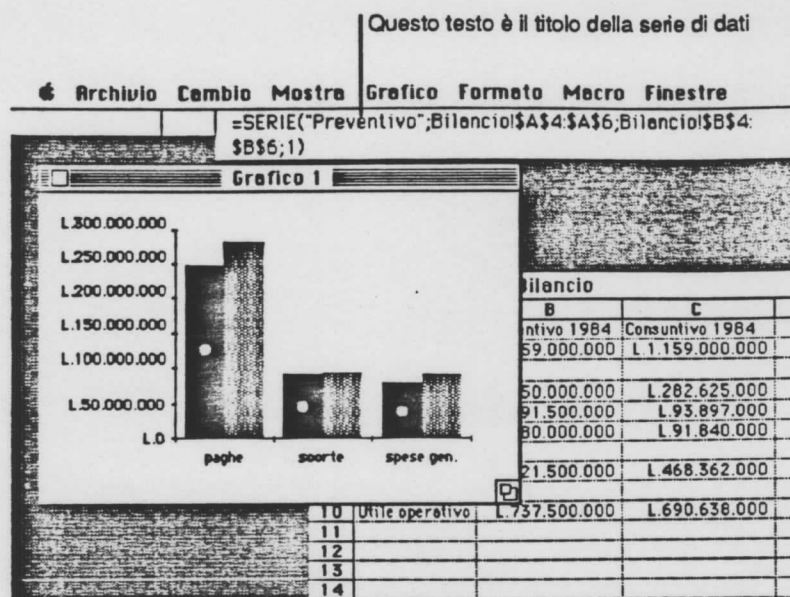 Questo testo è il titolo della serie di dati
Archivio Cambio Mostra Grafico Formato Macro Finestre
=SERIE("Preventivo";Bilancio!$A$4:$A$6;Bilancio!$B$4:
$B$6;1)
Grafico 1
L.300.000.000
L.250.000.000
L.200.000.000
L.150.000.000
L.100.000.000
L.50.000.000
L.0
paghe scorte spese gen.
ilancio
B C
ntivo 1984 Consuntivo 1984
59.000.000 L.1.159.000.000
50.000.000 L.282.625.000
91.500.000 L.93.897.000
80.000.000 L.91.840.000
21.500.000 L.468.362.000
10 Utile operativo L.737.500.000 L.690.638.000
11
12
13
14